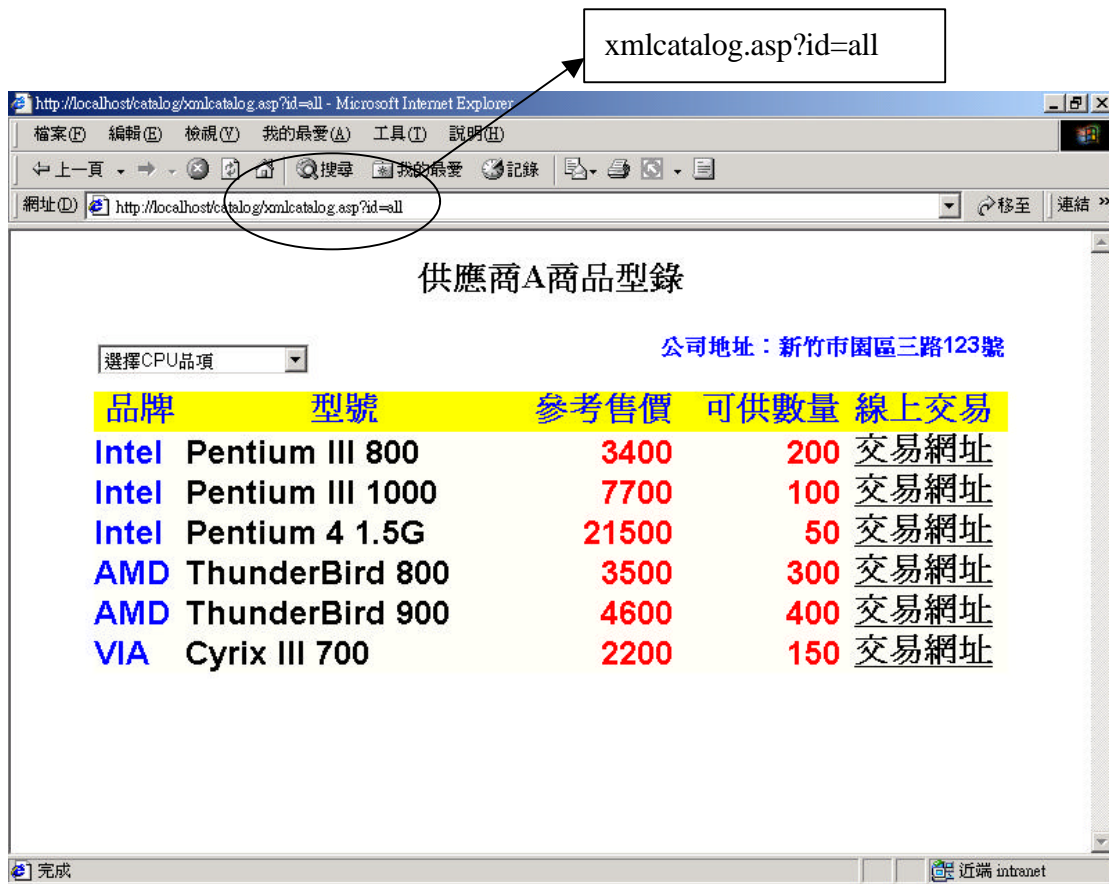 xmlcatalog.asp?id=all
http://localhost/catalog/xmlcatalog.asp?id=all - Microsoft Internet Explorer
檔案(F) 編輯(E) 檢視(V) 我的最愛(A) 工具(T) 說明(H)
上一頁 搜尋 我的最愛 記錄
網址(D) http://localhost/catalog/xmlcatalog.asp?id=all 移至 連結 »
供應商A商品型錄
選擇CPU品項 公司地址：新竹市園區三路123號
品牌 型號 參考售價 可供數量 線上交易
Intel Pentium III 800 3400 200 交易網址
Intel Pentium III 1000 7700 100 交易網址
Intel Pentium 4 1.5G 21500 50 交易網址
AMD ThunderBird 800 3500 300 交易網址
AMD ThunderBird 900 4600 400 交易網址
VIA Cyrix III 700 2200 150 交易網址
完成 近端 intranet